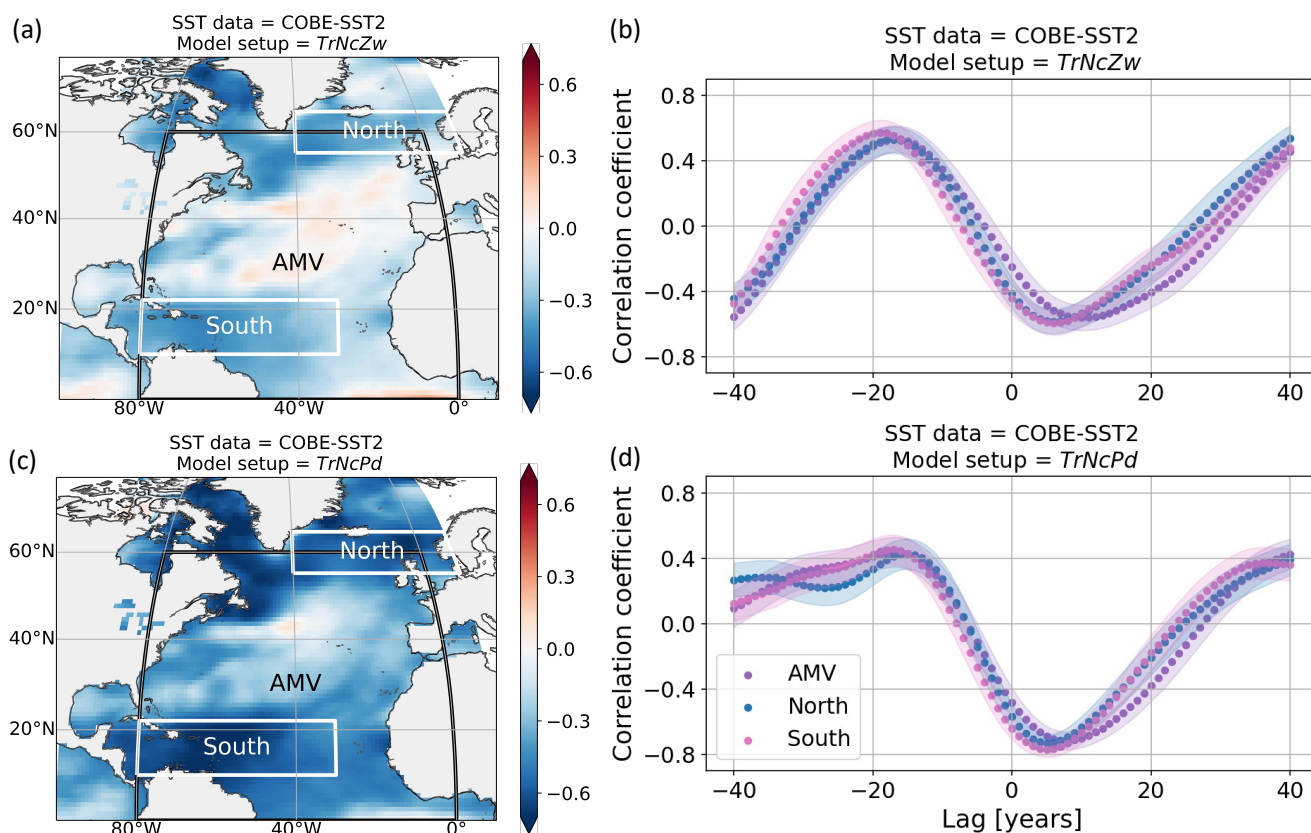 (a)
SST data = COBE-SST2
Model setup = TrNcZw
60°N
40°N
20°N
80°W
40°W
0°
North
AMV
South
0.6
0.3
0.0
−0.3
−0.6
(b)
SST data = COBE-SST2
Model setup = TrNcZw
Correlation coefficient
0.8
0.4
0.0
−0.4
−0.8
−40
−20
0
20
40
(c)
SST data = COBE-SST2
Model setup = TrNcPd
60°N
40°N
20°N
80°W
40°W
0°
North
AMV
South
0.6
0.3
0.0
−0.3
−0.6
(d)
SST data = COBE-SST2
Model setup = TrNcPd
Correlation coefficient
0.8
0.4
0.0
−0.4
−0.8
AMV
North
South
−40
−20
0
20
40
Lag [years]